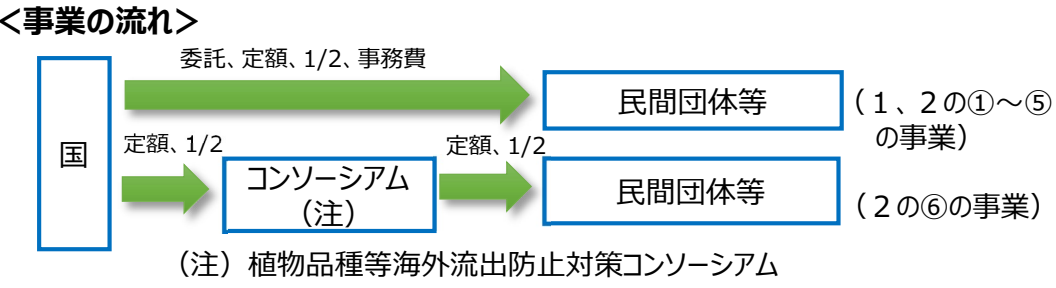 ＜事業の流れ＞
委託、定額、1/2、事務費
国
民間団体等
（１、２の①～⑤
の事業）
定額、1/2
コンソーシアム
（注）
定額、1/2
民間団体等
（２の⑥の事業）
（注）植物品種等海外流出防止対策コンソーシアム